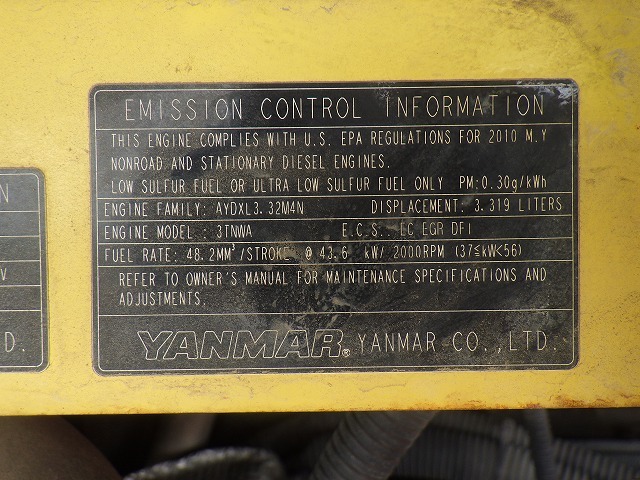 EMISSION CONTROL INFORMATION
THIS ENGINE COMPLIES WITH U.S. EPA REGULATIONS FOR 2010 M.Y
NONROAD AND STATIONARY DIESEL ENGINES.
LOW SULFUR FUEL OR ULTRA LOW SULFUR FUEL ONLY PM:0.30g/kWh
ENGINE FAMILY: AYDXL3.32M4N DISPLACEMENT: 3.319 LITERS
ENGINE MODEL : 3TNWA E.C.S.: EC EGR DFI
FUEL RATE: 48.2MM³/STROKE @ 43.6 kW/ 2000RPM (37≤kW<56)
REFER TO OWNER'S MANUAL FOR MAINTENANCE SPECIFICATIONS AND
ADJUSTMENTS.
YANMAR® YANMAR CO.,LTD.
N
V
D.